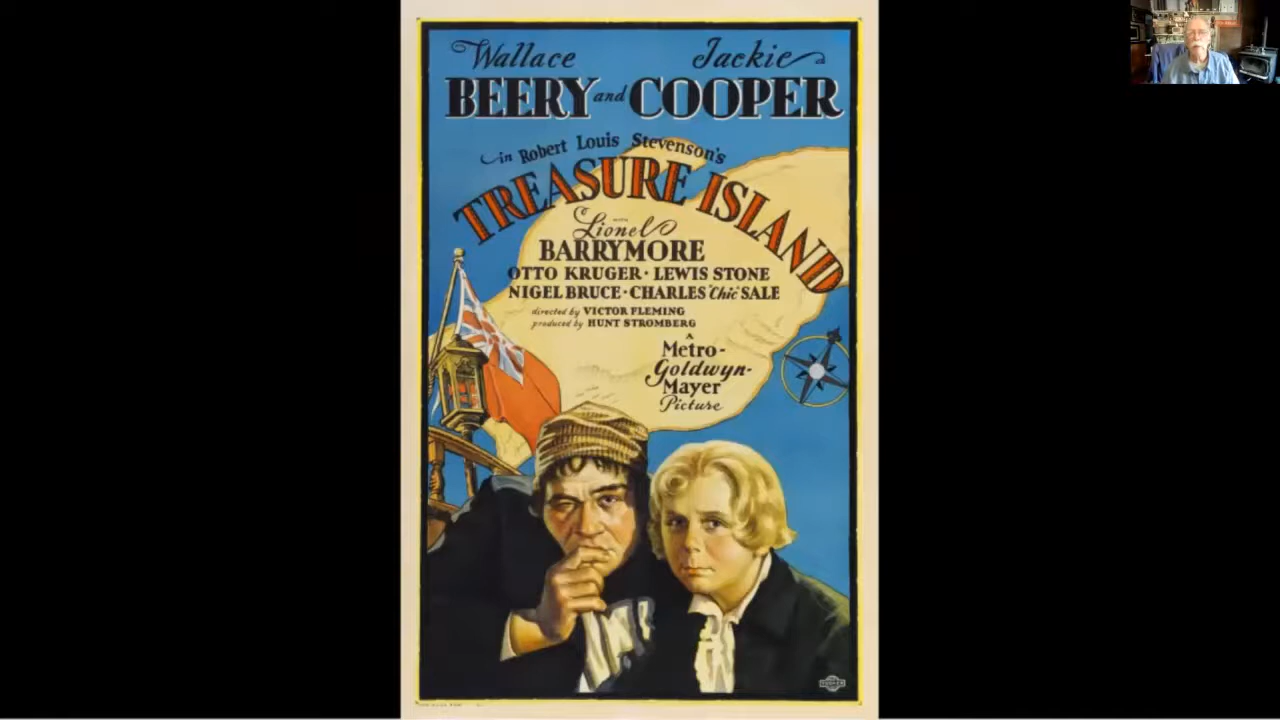 Wallace Jackie
BEERY and COOPER
in Robert Louis Stevenson's
TREASURE ISLAND
with
Lionel
BARRYMORE
OTTO KRUGER · LEWIS STONE
NIGEL BRUCE · CHARLES "Chic" SALE
directed by VICTOR FLEMING
produced by HUNT STROMBERG
A
Metro-
Goldwyn-
Mayer
Picture